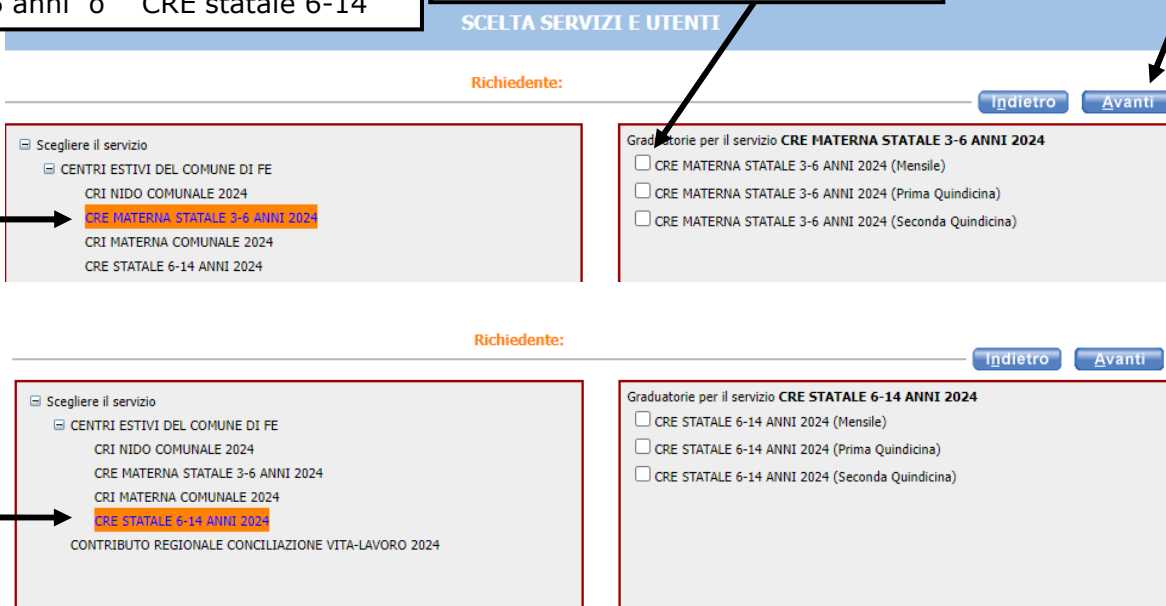 anni" o "CRE statale 6-14
SCELTA SERVIZI E UTENTI
Richiedente:
Indietro Avanti
Scegliere il servizio
CENTRI ESTIVI DEL COMUNE DI FE
CRI NIDO COMUNALE 2024
CRE MATERNA STATALE 3-6 ANNI 2024
CRI MATERNA COMUNALE 2024
CRE STATALE 6-14 ANNI 2024
Graduatorie per il servizio CRE MATERNA STATALE 3-6 ANNI 2024
CRE MATERNA STATALE 3-6 ANNI 2024 (Mensile)
CRE MATERNA STATALE 3-6 ANNI 2024 (Prima Quindicina)
CRE MATERNA STATALE 3-6 ANNI 2024 (Seconda Quindicina)
Richiedente:
Indietro Avanti
Scegliere il servizio
CENTRI ESTIVI DEL COMUNE DI FE
CRI NIDO COMUNALE 2024
CRE MATERNA STATALE 3-6 ANNI 2024
CRI MATERNA COMUNALE 2024
CRE STATALE 6-14 ANNI 2024
CONTRIBUTO REGIONALE CONCILIAZIONE VITA-LAVORO 2024
Graduatorie per il servizio CRE STATALE 6-14 ANNI 2024
CRE STATALE 6-14 ANNI 2024 (Mensile)
CRE STATALE 6-14 ANNI 2024 (Prima Quindicina)
CRE STATALE 6-14 ANNI 2024 (Seconda Quindicina)